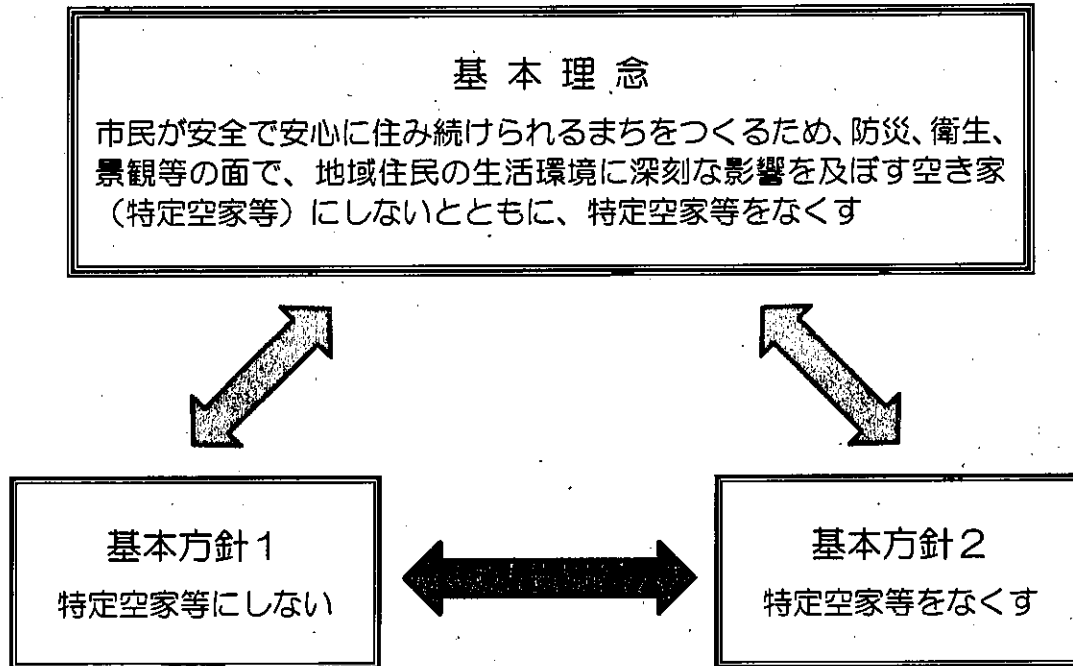 基本理念
市民が安全で安心に住み続けられるまちをつくるため、防災、衛生、
景観等の面で、地域住民の生活環境に深刻な影響を及ぼす空き家
（特定空家等）にしないとともに、特定空家等をなくす
基本方針1
特定空家等にしない
基本方針2
特定空家等をなくす